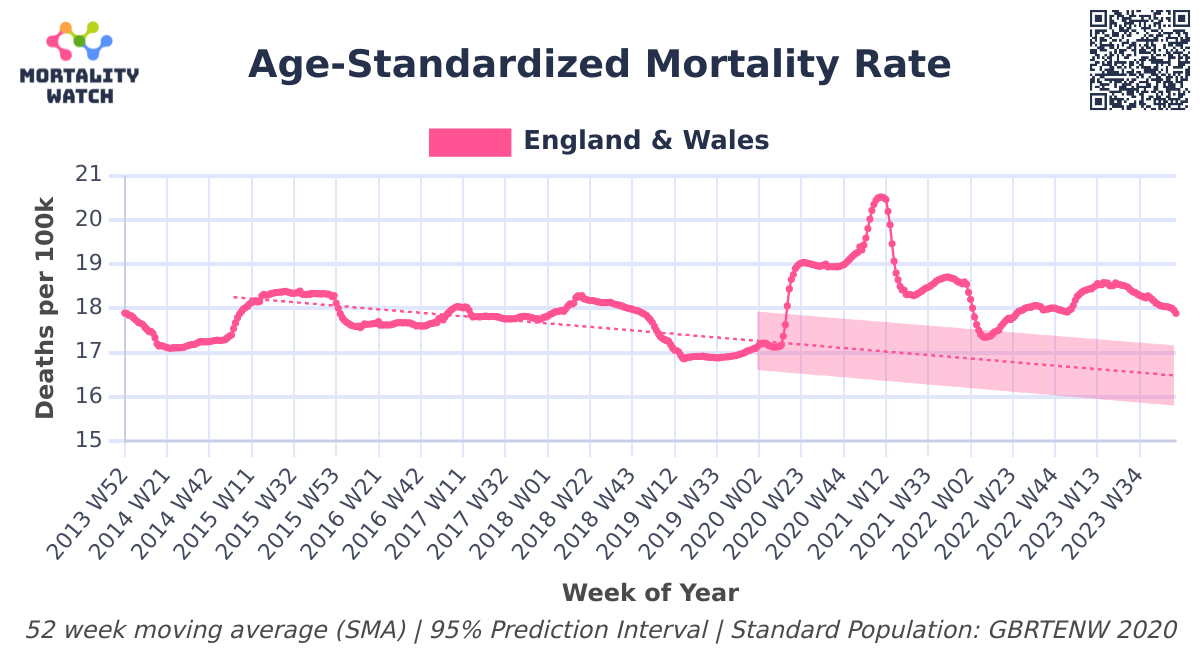 MORTALITY
WATCH
Age-Standardized Mortality Rate
England & Wales
Deaths per 100k
21
20
19
18
17
16
15
2013 W52
2014 W21
2014 W42
2015 W11
2015 W32
2015 W53
2016 W21
2016 W42
2017 W11
2017 W32
2018 W01
2018 W22
2018 W43
2019 W12
2019 W33
2020 W02
2020 W23
2020 W44
2021 W12
2021 W33
2022 W02
2022 W23
2022 W44
2023 W13
2023 W34
Week of Year
52 week moving average (SMA) | 95% Prediction Interval | Standard Population: GBRTENW 2020